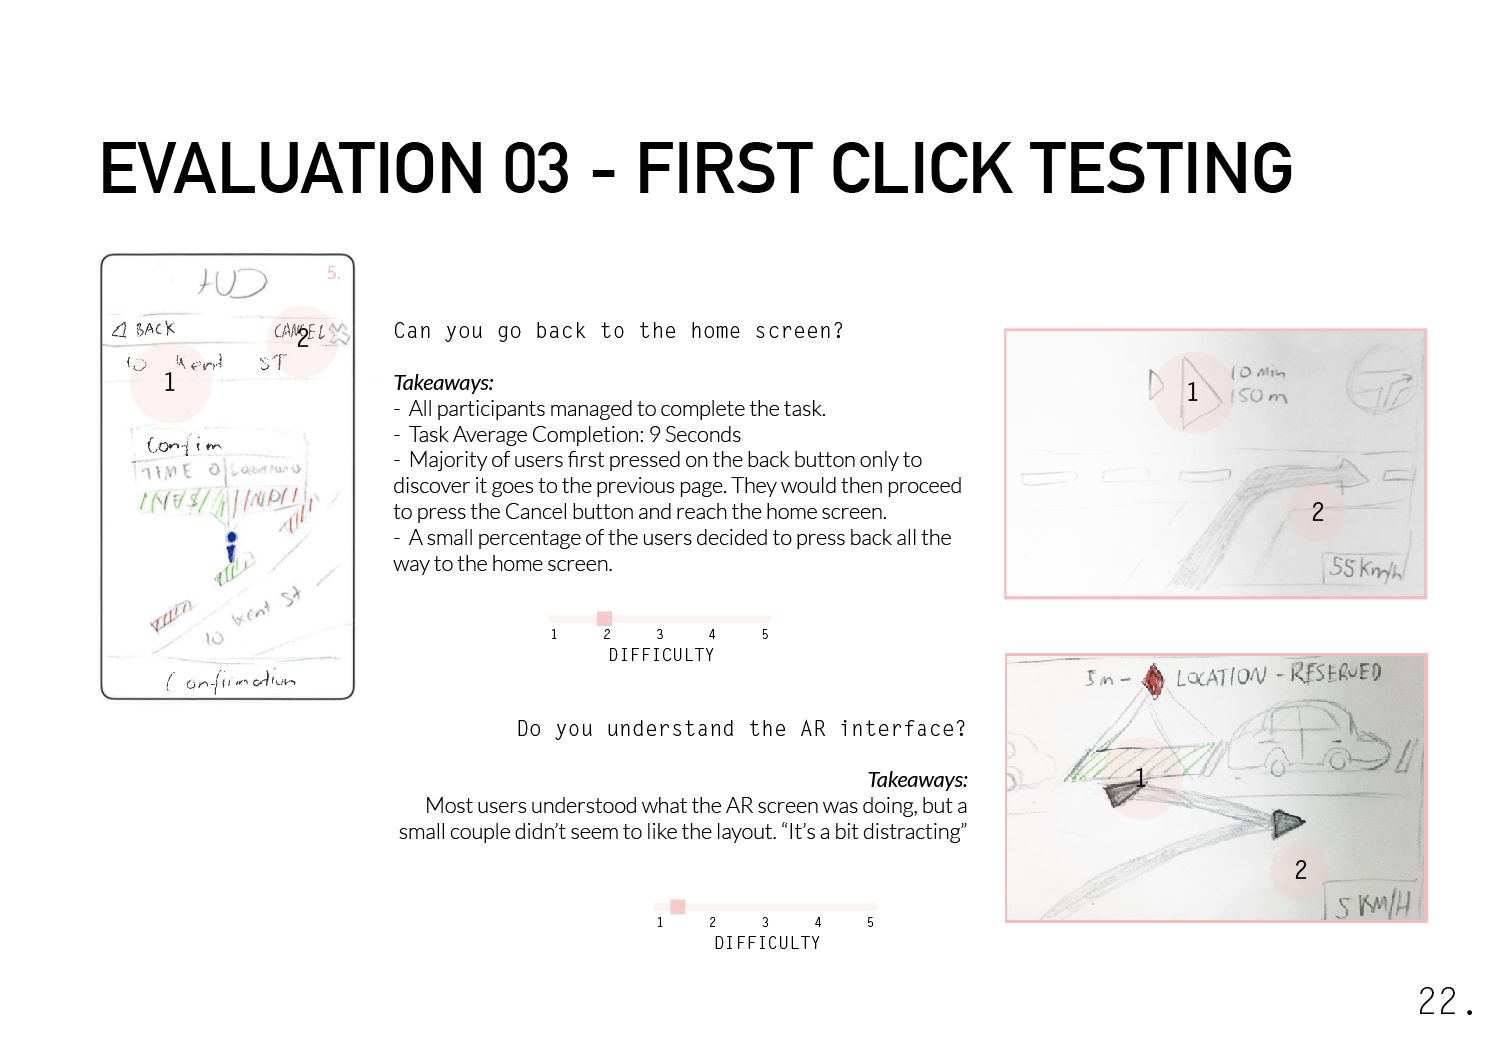 EVALUATION 03 - FIRST CLICK TESTING
HUD
5.
BACK
CANCEL
2
10 Kent ST
1
Confirm
TIME
10 Kent St
Confirmation
Can you go back to the home screen?
Takeaways:
- All participants managed to complete the task.
- Task Average Completion: 9 Seconds
- Majority of users first pressed on the back button only to
discover it goes to the previous page. They would then proceed
to press the Cancel button and reach the home screen.
- A small percentage of the users decided to press back all the
way to the home screen.
1 2 3 4 5
DIFFICULTY
Do you understand the AR interface?
Takeaways:
Most users understood what the AR screen was doing, but a
small couple didn’t seem to like the layout. “It’s a bit distracting”
1 2 3 4 5
DIFFICULTY
1
10 Min
150 m
2
55 Km/h
5m - LOCATION - RESERVED
1
2
5 KM/H
22.